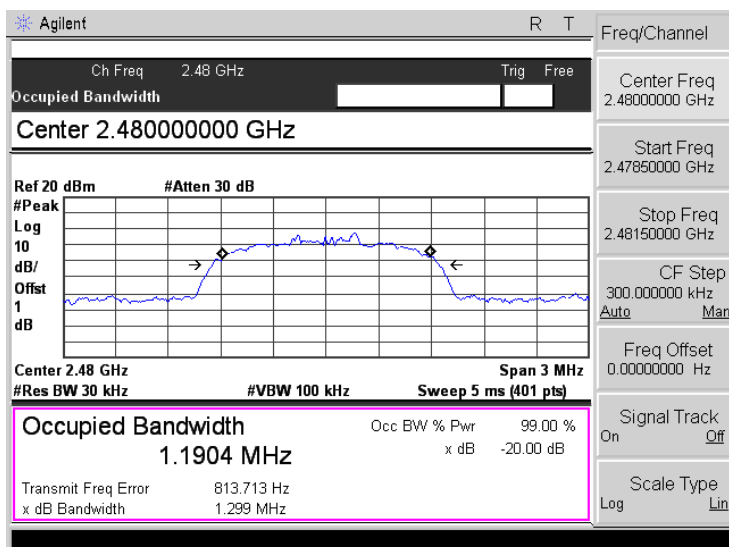 Agilent R T
Ch Freq 2.48 GHz Trig Free
Occupied Bandwidth
Center 2.480000000 GHz
Ref 20 dBm #Atten 30 dB
#Peak
Log
10
dB/
Offst
1
dB
Center 2.48 GHz Span 3 MHz
#Res BW 30 kHz #VBW 100 kHz Sweep 5 ms (401 pts)
Occupied Bandwidth Occ BW % Pwr 99.00 %
1.1904 MHz x dB -20.00 dB
Transmit Freq Error 813.713 Hz
x dB Bandwidth 1.299 MHz
Freq/Channel
Center Freq
2.48000000 GHz
Start Freq
2.47850000 GHz
Stop Freq
2.48150000 GHz
CF Step
300.000000 kHz
Auto Man
Freq Offset
0.00000000 Hz
Signal Track
On Off
Scale Type
Log Lin